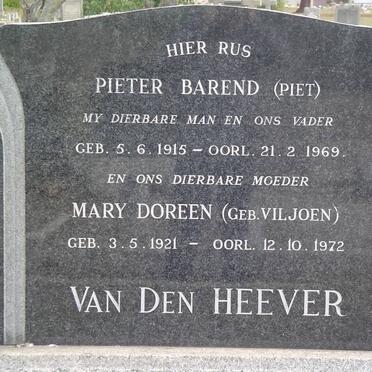 HIER RUS
PIETER BAREND (PIET)
MY DIERBARE MAN EN ONS VADER
GEB. 5. 6. 1915 – OORL. 21. 2. 1969.
EN ONS DIERBARE MOEDER
MARY DOREEN (GEB. VILJOEN)
GEB. 3. 5. 1921 – OORL. 12. 10. 1972
VAN DEN HEEVER